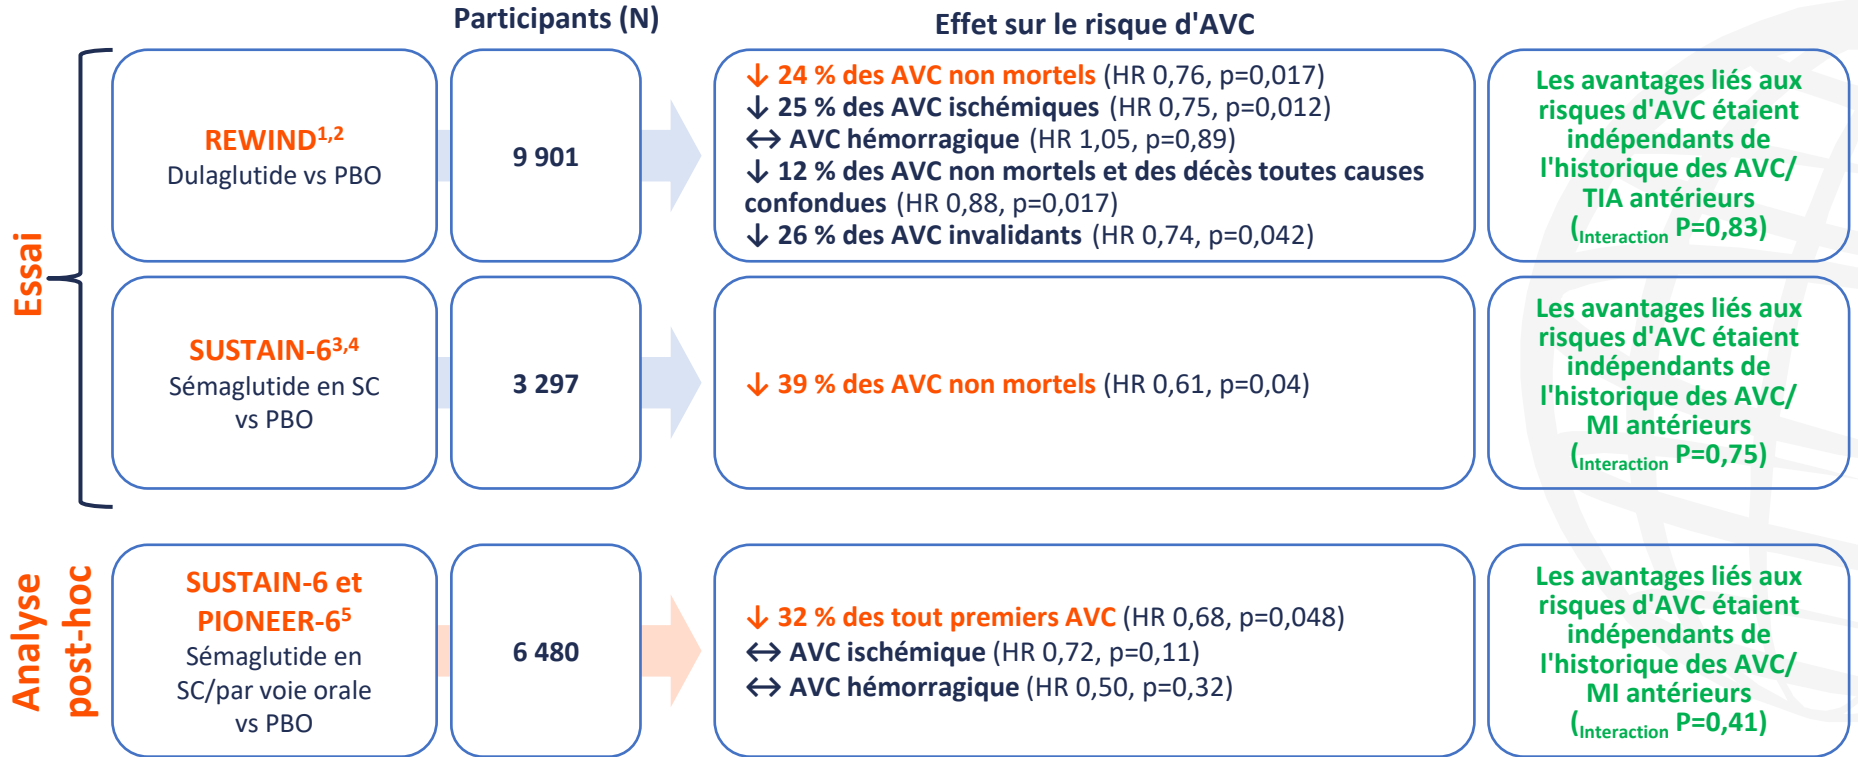 Participants (N)
Effet sur le risque d'AVC
Essai
REWIND1,2
Dulaglutide vs PBO
9 901
↓ 24 % des AVC non mortels (HR 0,76, p=0,017)
↓ 25 % des AVC ischémiques (HR 0,75, p=0,012)
↔ AVC hémorragique (HR 1,05, p=0,89)
↓ 12 % des AVC non mortels et des décès toutes causes
confondues (HR 0,88, p=0,017)
↓ 26 % des AVC invalidants (HR 0,74, p=0,042)
Les avantages liés aux
risques d'AVC étaient
indépendants de
l'historique des AVC/
TIA antérieurs
(Interaction P=0,83)
SUSTAIN-63,4
Sémaglutide en SC
vs PBO
3 297
↓ 39 % des AVC non mortels (HR 0,61, p=0,04)
Les avantages liés aux
risques d'AVC étaient
indépendants de
l'historique des AVC/
MI antérieurs
(Interaction P=0,75)
Analyse
post-hoc
SUSTAIN-6 et
PIONEER-65
Sémaglutide en
SC/par voie orale
vs PBO
6 480
↓ 32 % des tout premiers AVC (HR 0,68, p=0,048)
↔ AVC ischémique (HR 0,72, p=0,11)
↔ AVC hémorragique (HR 0,50, p=0,32)
Les avantages liés aux
risques d'AVC étaient
indépendants de
l'historique des AVC/
MI antérieurs
(Interaction P=0,41)